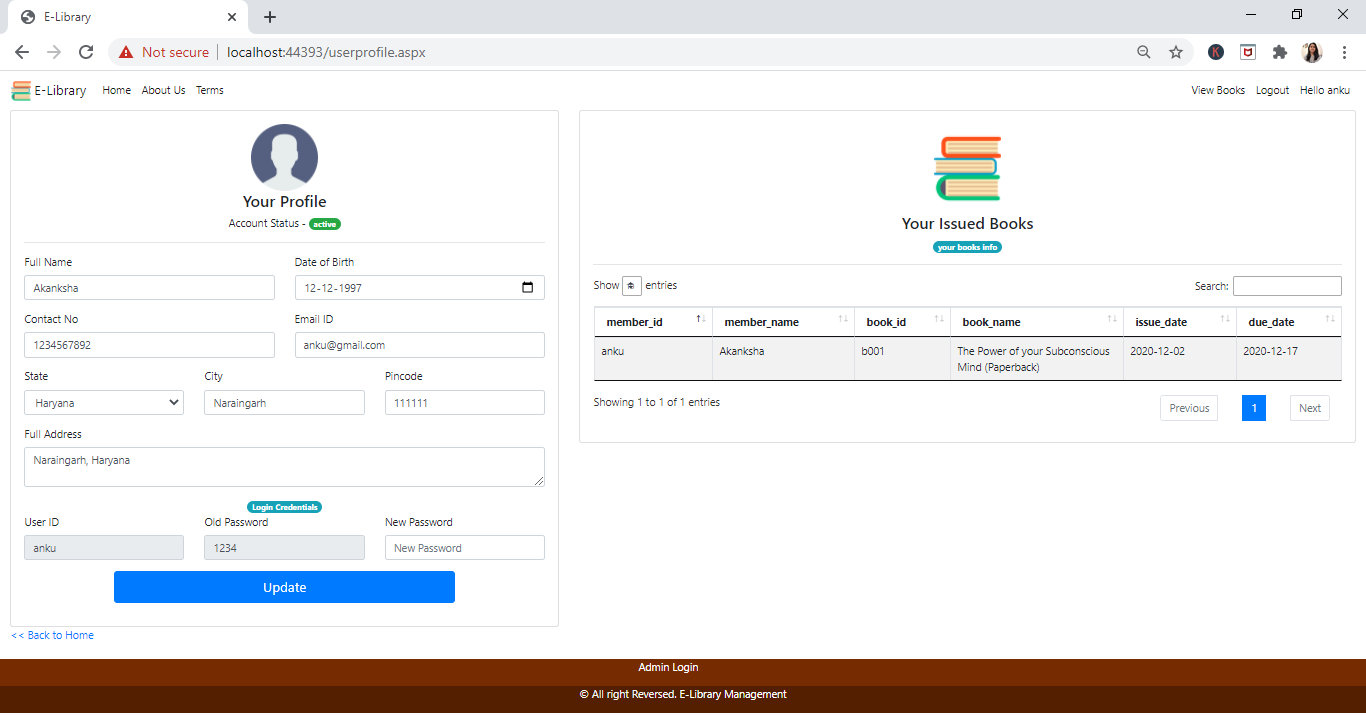 E-Library
Not secure
localhost:44393/userprofile.aspx
E-Library Home About Us Terms
View Books Logout Hello anku
Your Profile
Account Status - active
Full Name
Akanksha
Date of Birth
12-12-1997
Contact No
1234567892
Email ID
anku@gmail.com
State
Haryana
City
Naraingarh
Pincode
111111
Full Address
Naraingarh, Haryana
Login Credentials
User ID
anku
Old Password
1234
New Password
New Password
Update
<< Back to Home
Your Issued Books
your books info
Show entries
Search:
member_id member_name book_id book_name issue_date due_date
anku Akanksha b001 The Power of your Subconscious 2020-12-02 2020-12-17
Mind (Paperback)
Showing 1 to 1 of 1 entries
Previous 1 Next
Admin Login
© All right Reversed. E-Library Management